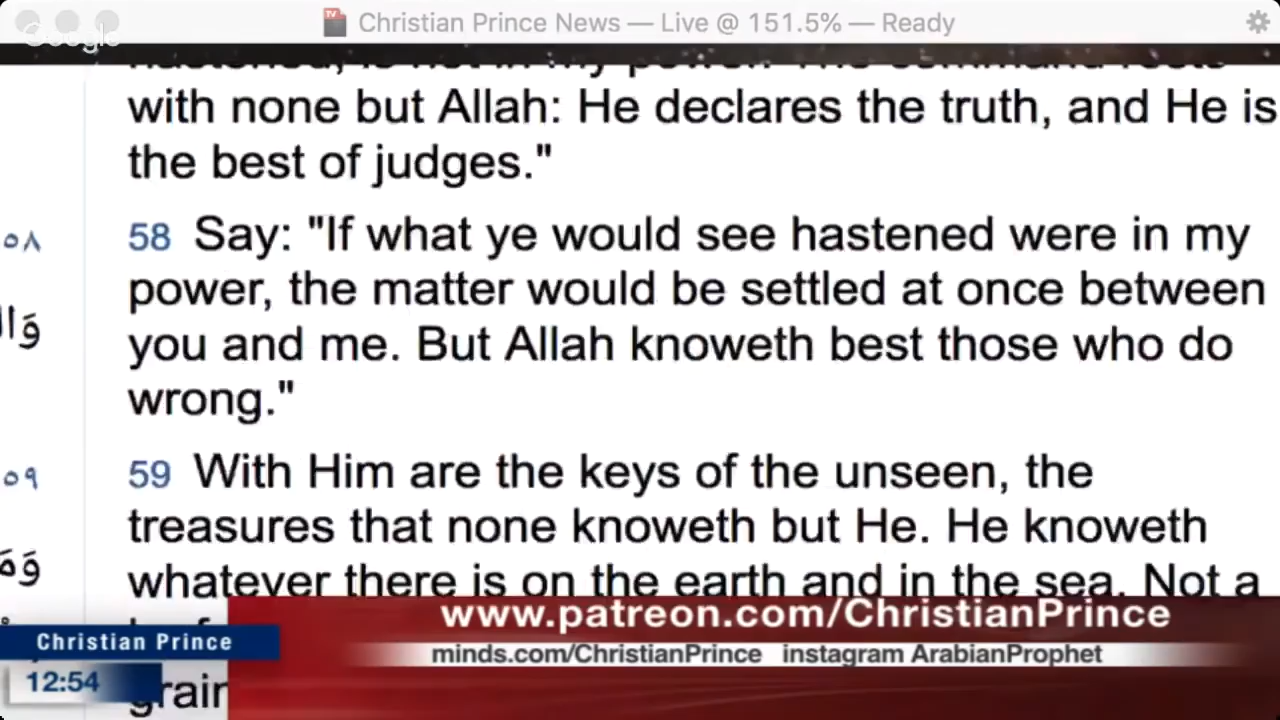 Christian Prince News — Live @ 151.5% — Ready
Google
with none but Allah: He declares the truth, and He is
the best of judges."
٥٨
58 Say: "If what ye would see hastened were in my
power, the matter would be settled at once between
you and me. But Allah knoweth best those who do
wrong."
٥٩
59 With Him are the keys of the unseen, the
treasures that none knoweth but He. He knoweth
whatever there is on the earth and in the sea. Not a
www.patreon.com/ChristianPrince
Christian Prince
minds.com/ChristianPrince instagram ArabianProphet
12:54